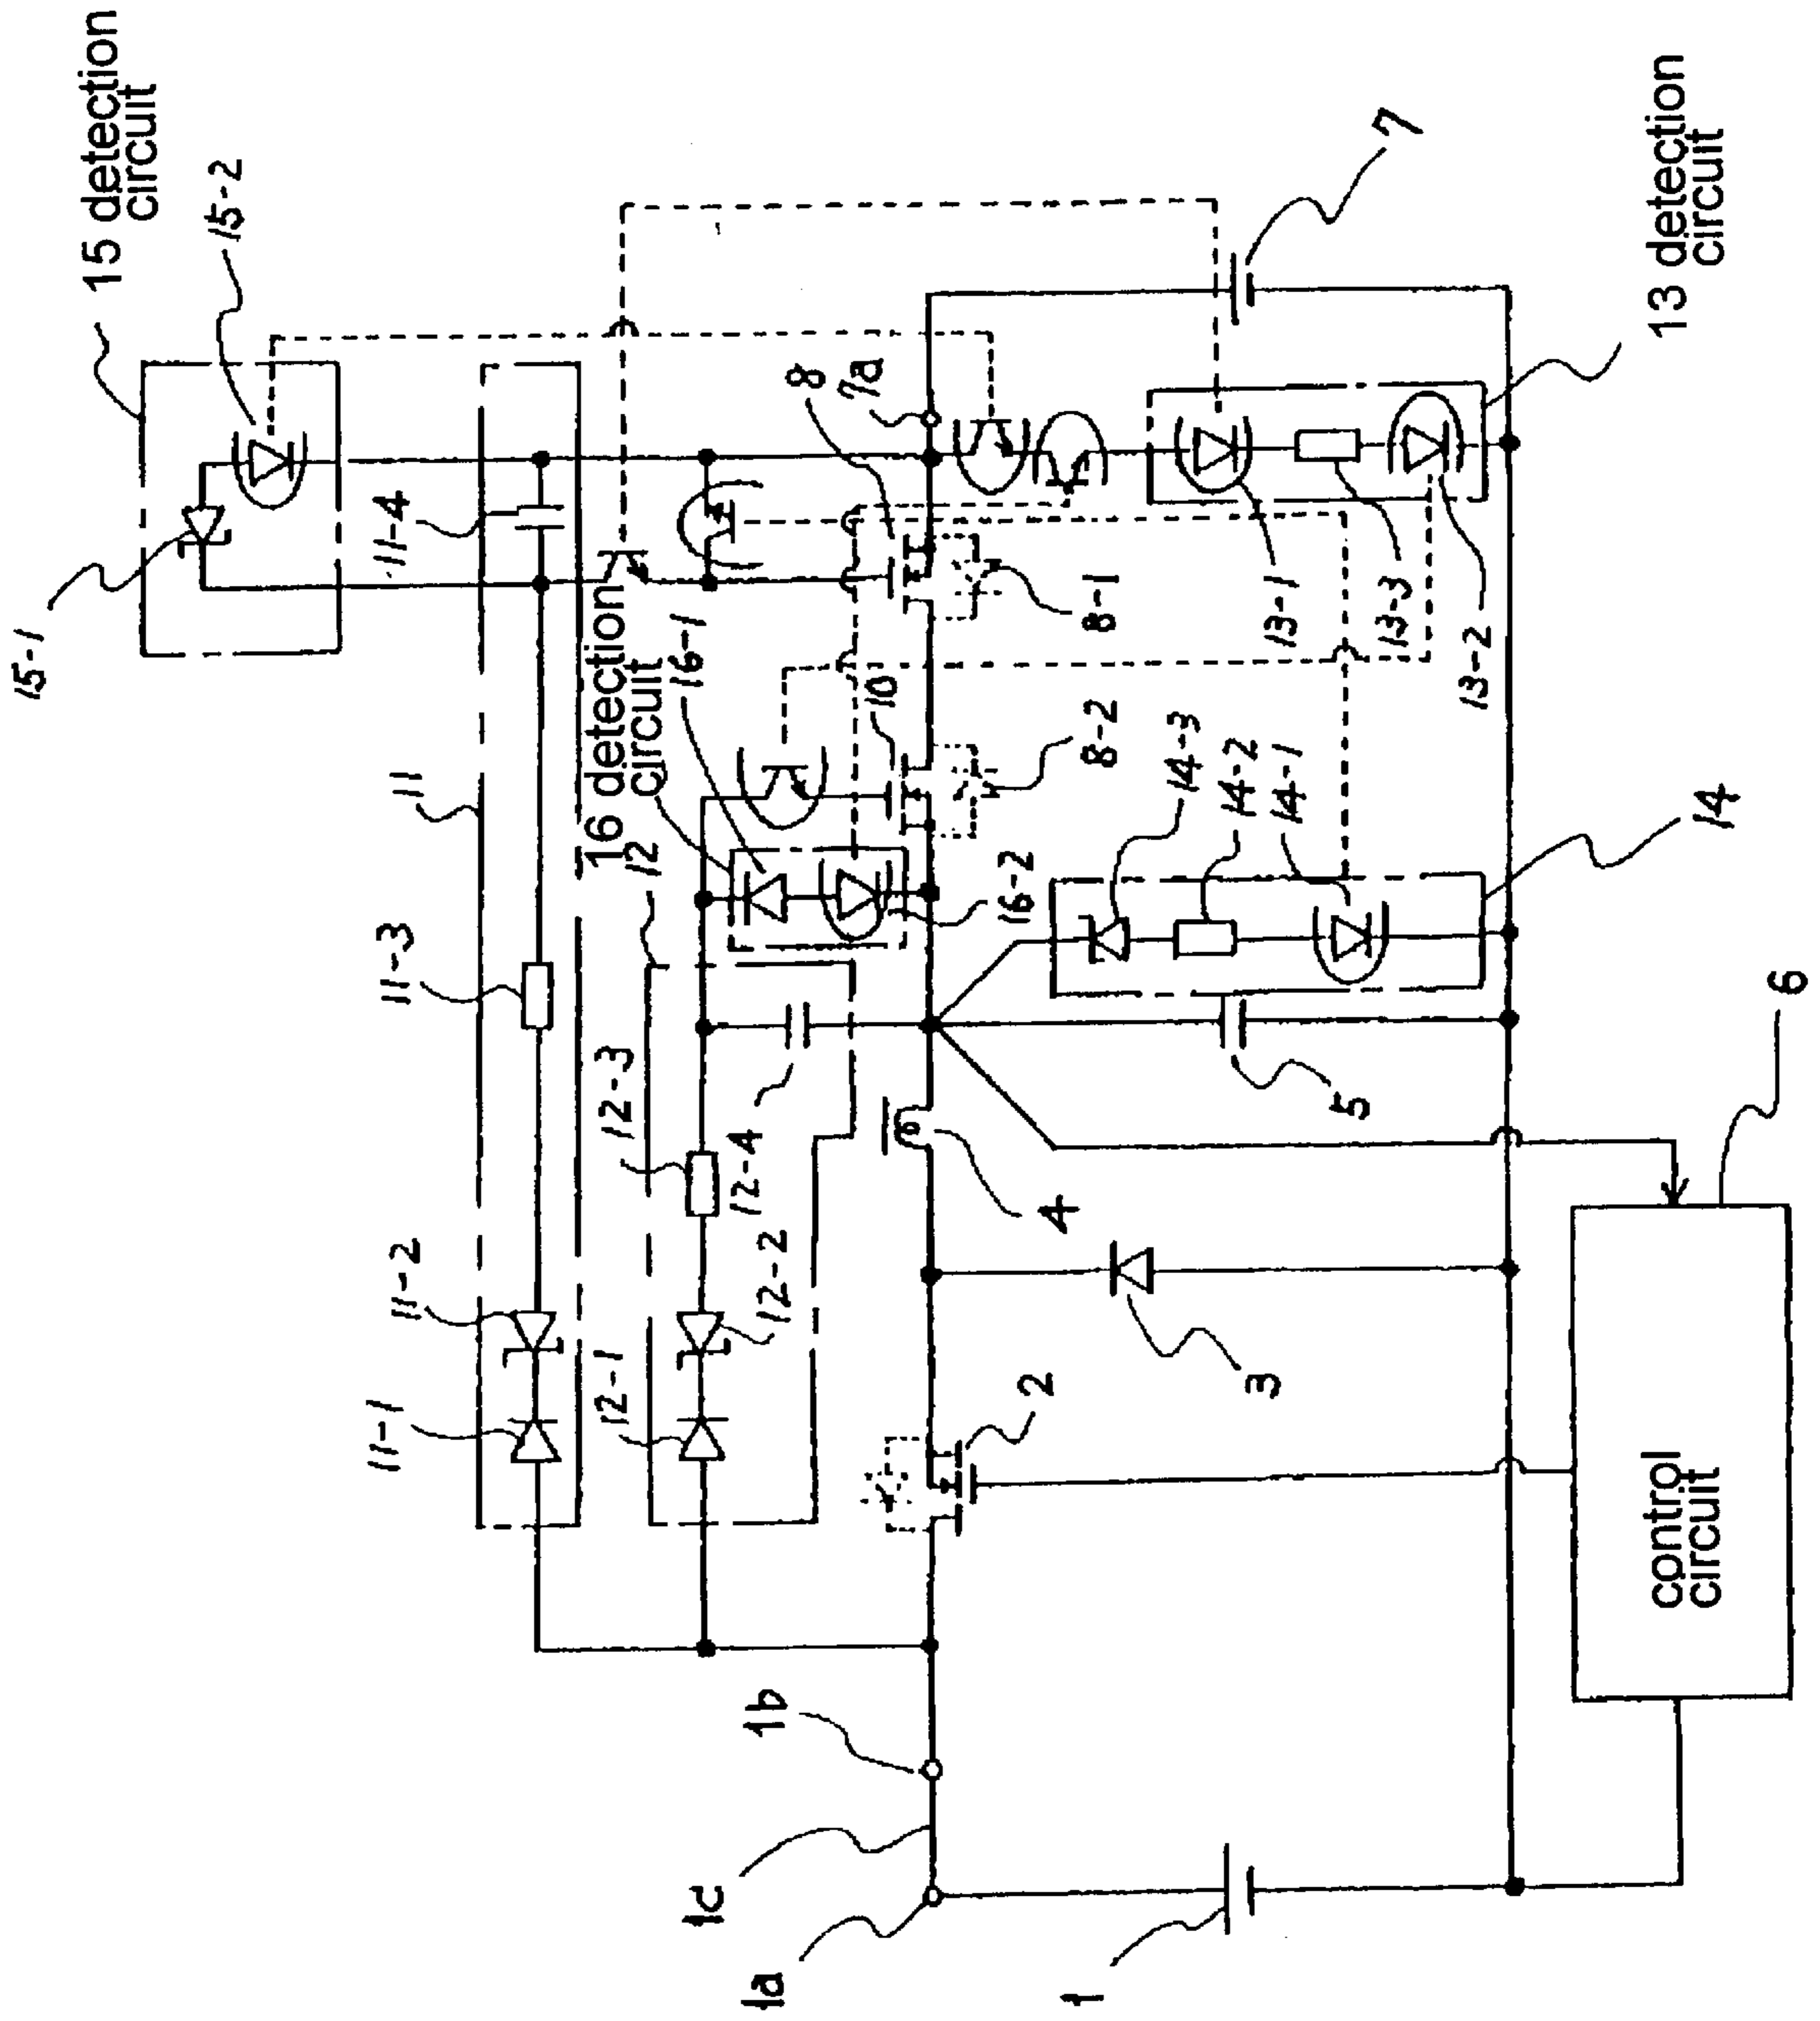 15 detection
circuit
15-2
15-1
11-4
11
11-3
11-2
11-1
16 detection
circuit
16-1
12
12-3
12-4
12-2
12-1
8
7a
7
10
8-1
8-2
16-2
13-1
13-3
13-2
13 detection
circuit
14-3
14-2
14-1
14
5
4
3
2
6
control
circuit
1b
1c
1a
1